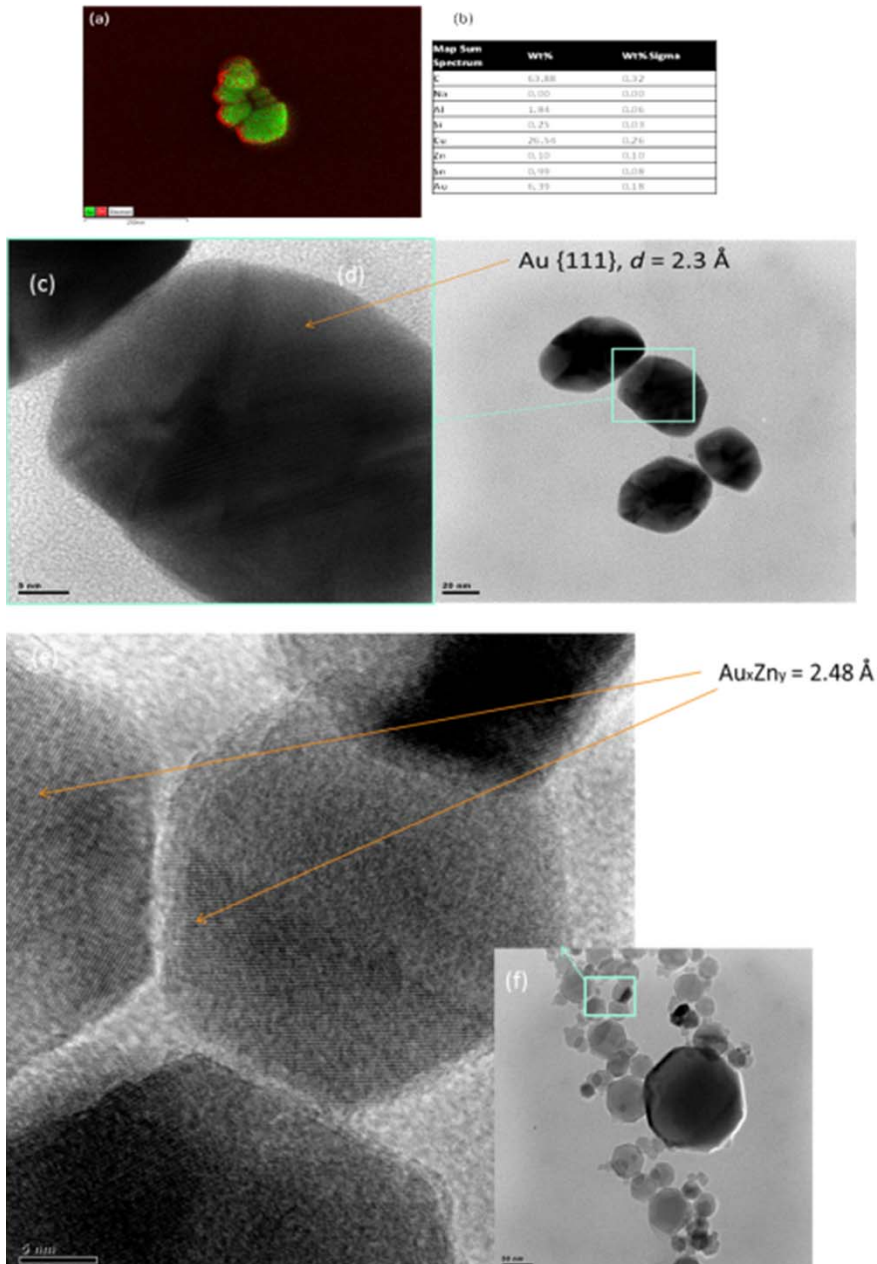 (a)
(b)
Map Sum Spectrum Wt% Wt% Sigma
C 63.88 0.32
Na 0.00 0.00
Al 1.84 0.06
Si 0.25 0.03
Cu 26.54 0.26
Zn 0.10 0.10
Sn 0.99 0.08
Au 6.39 0.18
(c)
(d)
Au {111}, d = 2.3 Å
5 nm
20 nm
AuxZny = 2.48 Å
(f)
5 nm